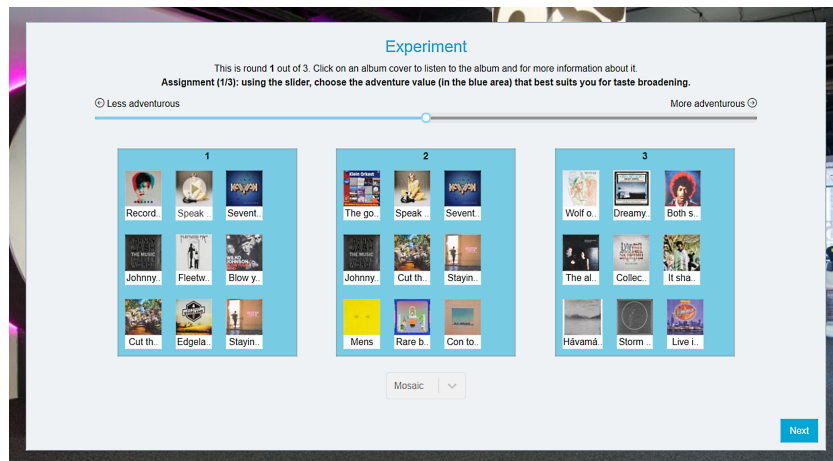 Experiment
This is round 1 out of 3. Click on an album cover to listen to the album and for more information about it.
Assignment (1/3): using the slider, choose the adventure value (in the blue area) that best suits you for taste broadening.
Less adventurous
More adventurous
1
Record..
Speak ..
Sevent..
Johnny..
Fleetw..
Blow y..
Cut th..
Edgela..
Stayin..
2
The go..
Speak ..
Sevent..
Johnny..
Cut th..
Stayin..
Mens
Rare b..
Con to..
3
Wolf o..
Dreamy..
Both s..
The al..
Collec..
It sha..
Hávamá..
Storm ..
Live i..
Mosaic
Next